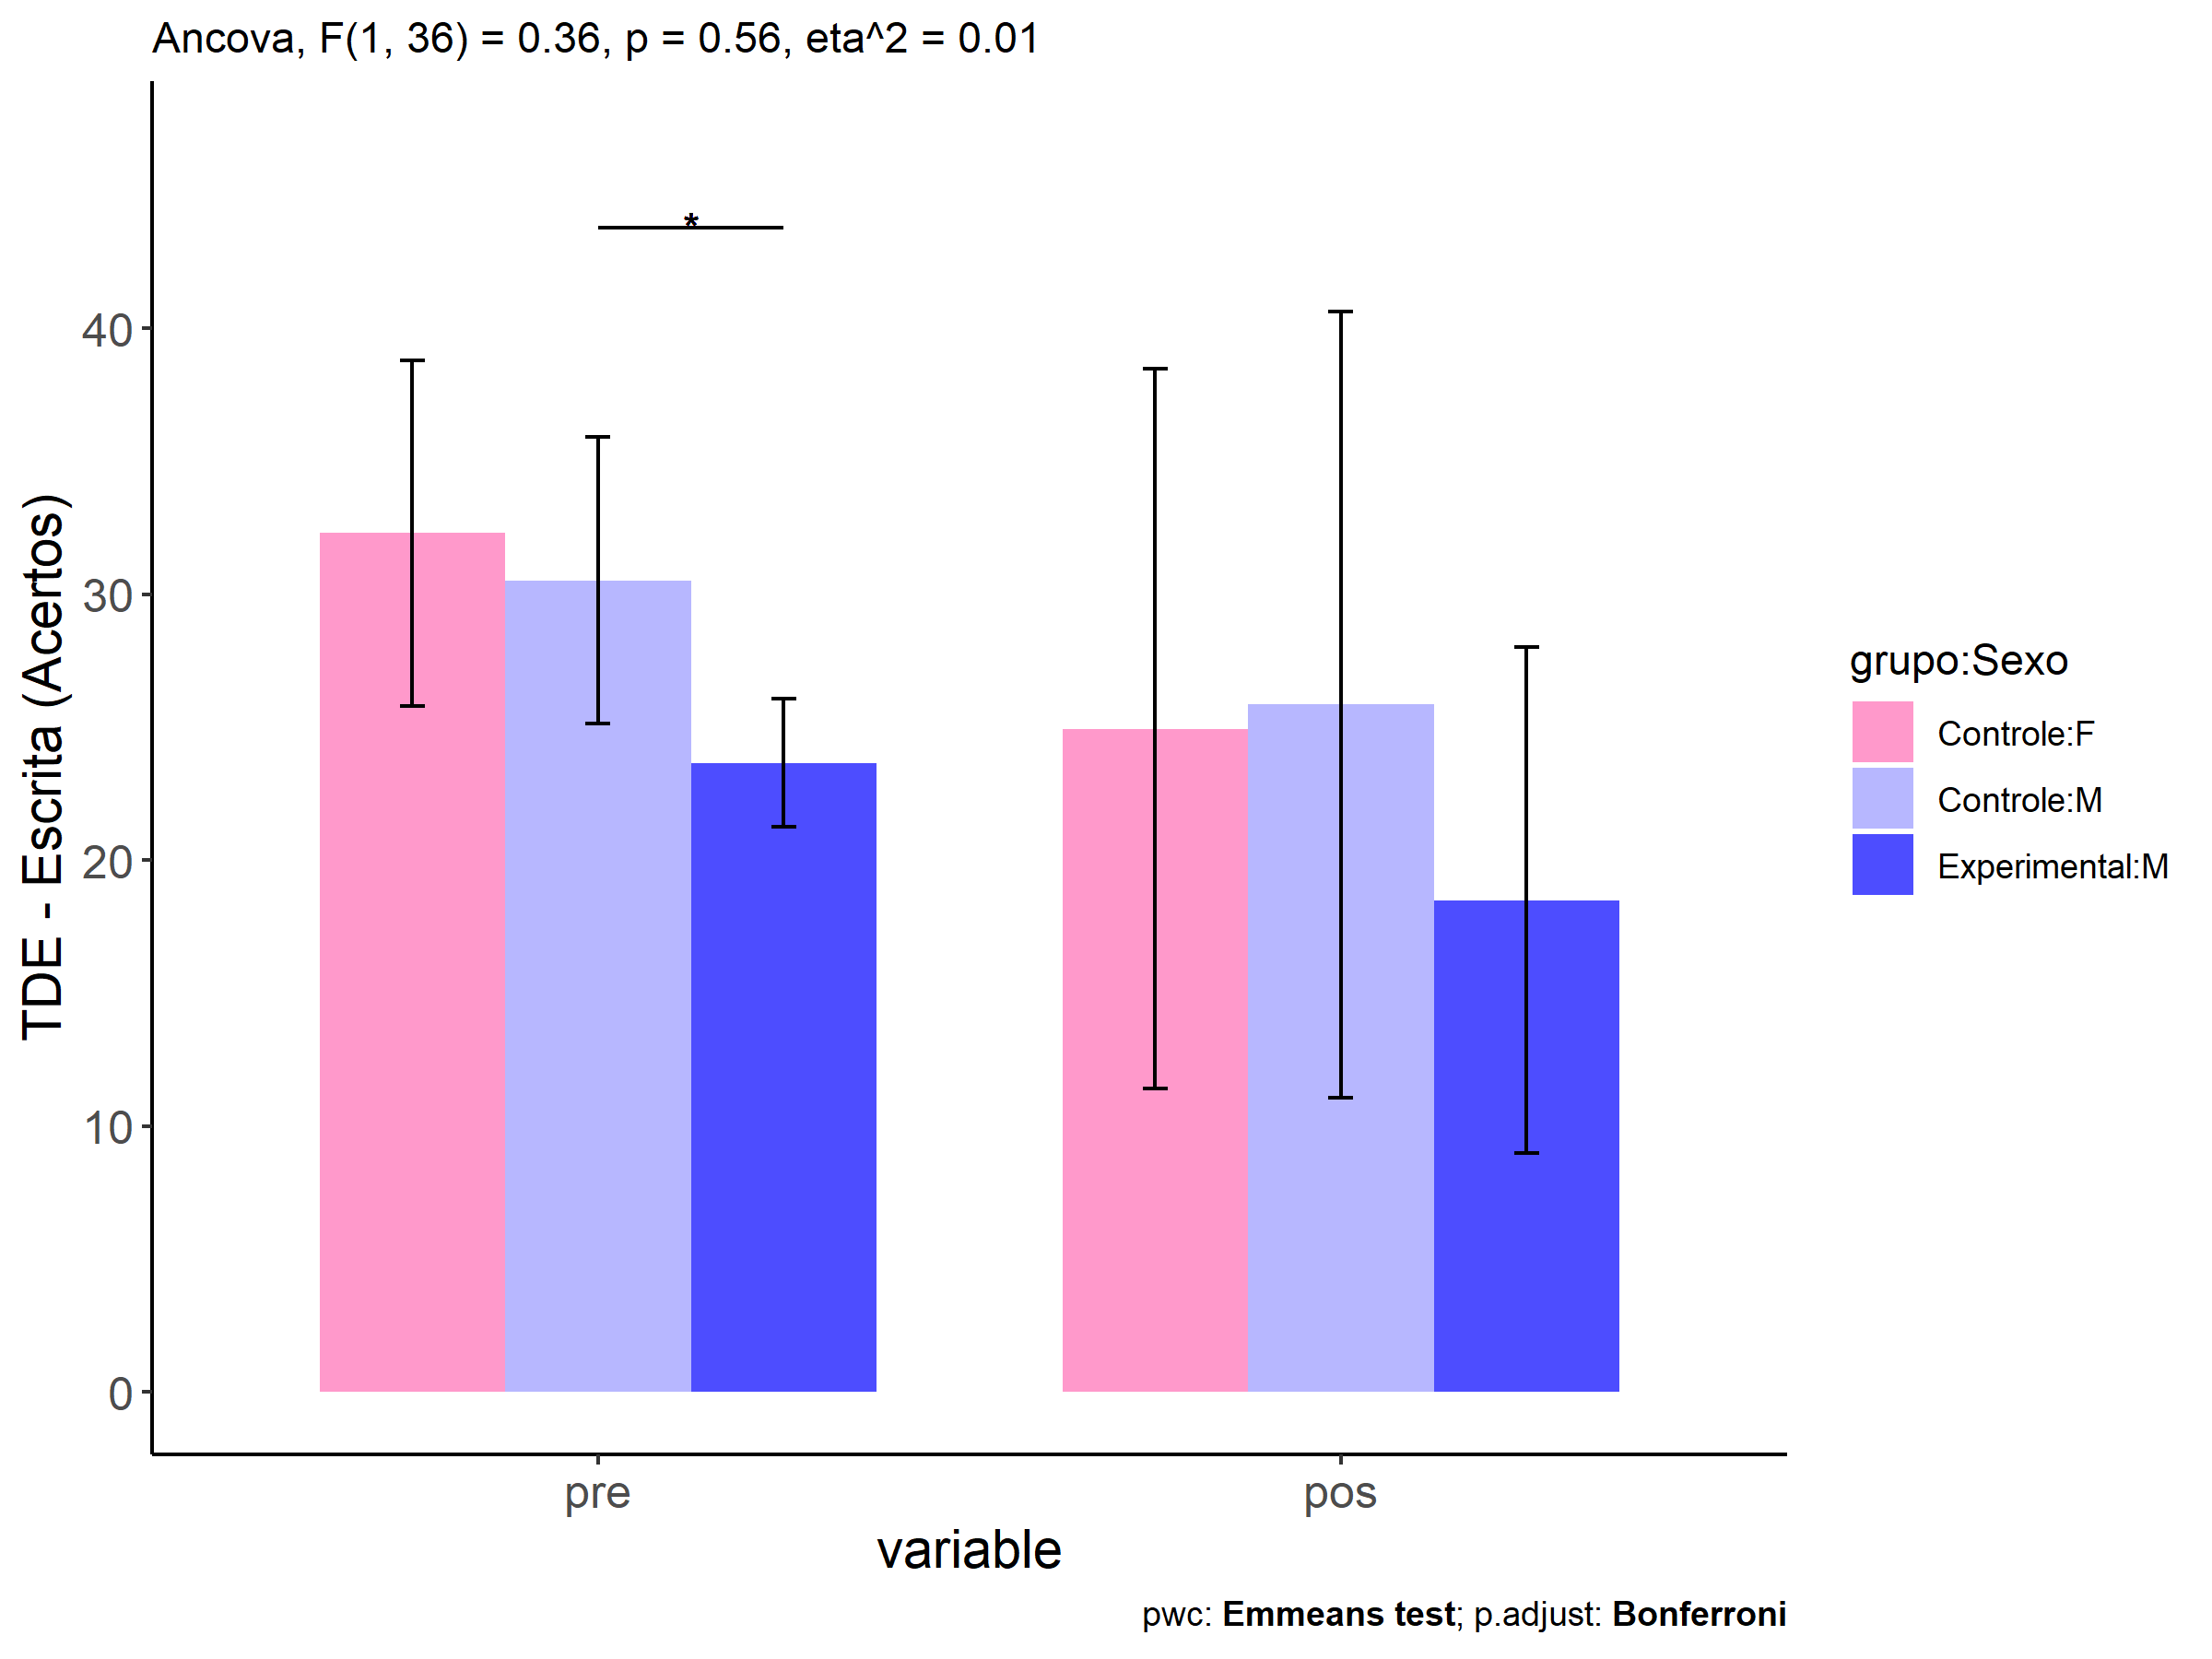 Ancova, F(1, 36) = 0.36, p = 0.56, eta^2 = 0.01
*
TDE - Escrita (Acertos)
40
30
20
10
0
pre
pos
variable
grupo:Sexo
Controle:F
Controle:M
Experimental:M
pwc: Emmeans test; p.adjust: Bonferroni